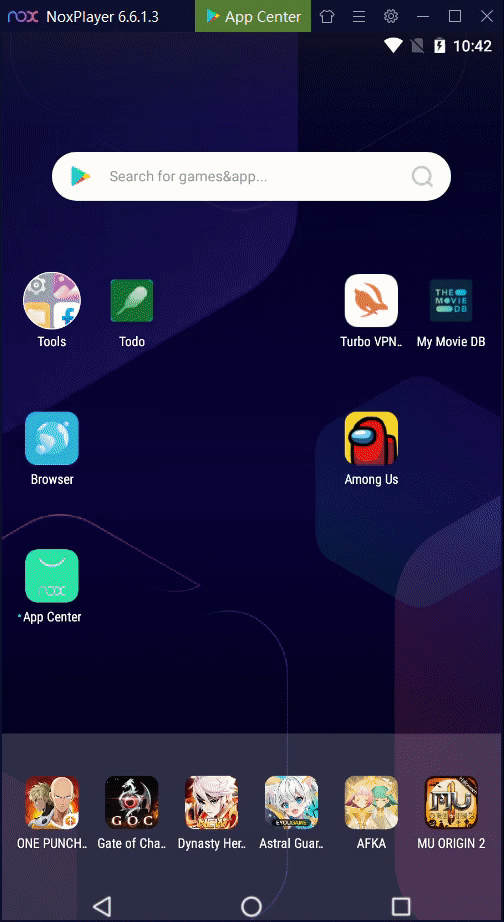 nox NoxPlayer 6.6.1.3 App Center
10:42
Search for games&app...
Tools Todo Turbo VPN.. My Movie DB
THE
MOVIE
DB
Browser Among Us
nox
App Center
GOC NEW EYOUGAME MU
ONE PUNCH.. Gate of Cha.. Dynasty Her.. Astral Guar.. AFKA MU ORIGIN 2